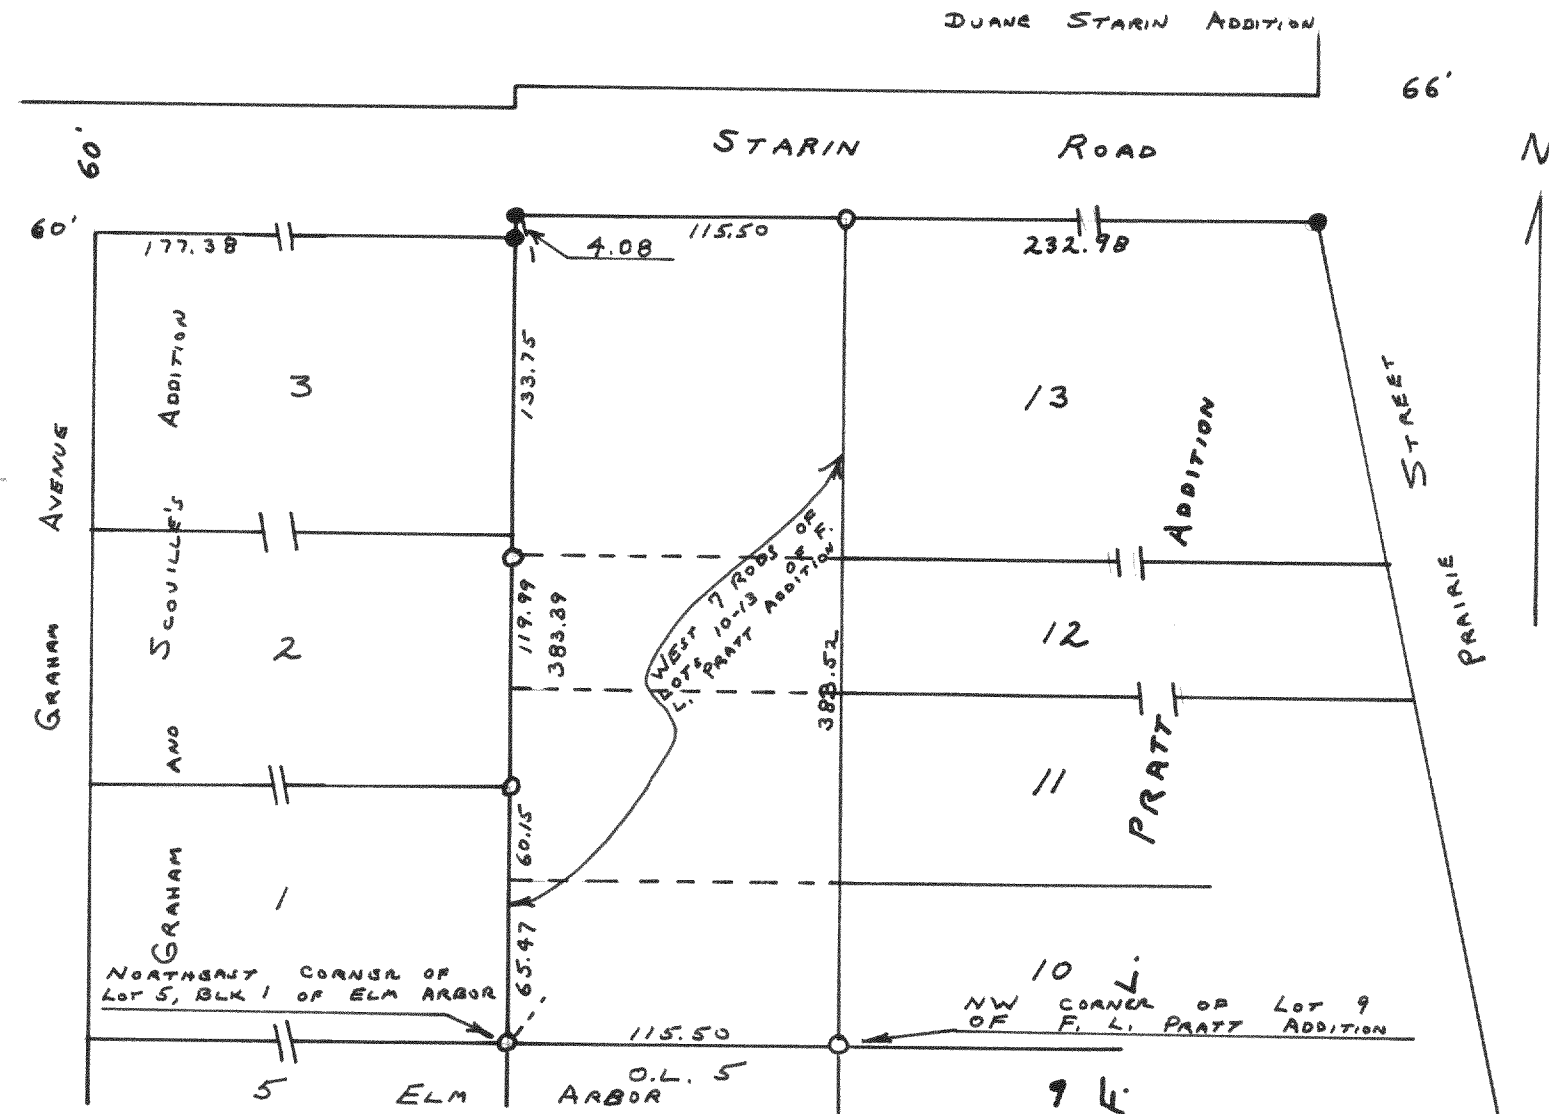 DUANE STARIN ADDITION
66'
60'
STARIN ROAD
N
60'
177.38
4.08
115.50
232.98
133.75
3
13
GRAHAM AVENUE
GRAHAM AND SCOVILLE'S ADDITION
PRAIRIE STREET
F. L. PRATT ADDITION
WEST 7 RODS OF
LOTS 10-13 OF F.
L. PRATT ADDITION
119.99
383.39
383.52
2
12
11
60.15
1
65.47
10
NORTHEAST CORNER OF
LOT 5, BLK 1 OF ELM ARBOR
NW CORNER OF LOT 9
OF F. L. PRATT ADDITION
115.50
O.L. 5
5
ELM ARBOR
9